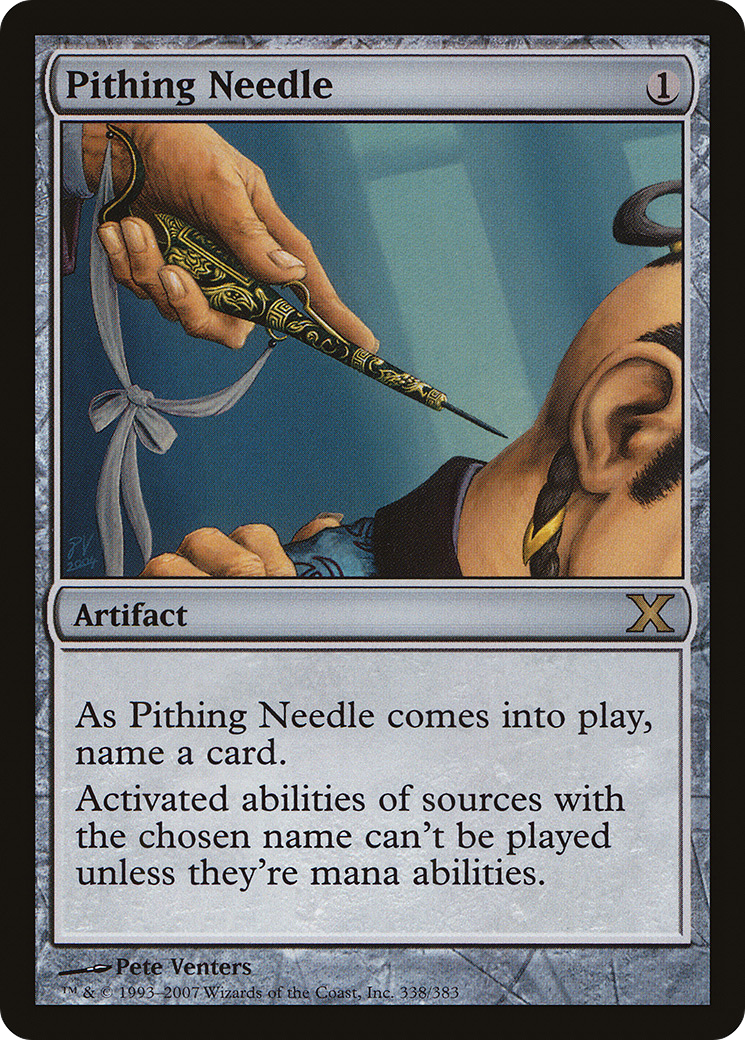 Pithing Needle 1
PV
2004
Artifact X
As Pithing Needle comes into play,
name a card.
Activated abilities of sources with
the chosen name can't be played
unless they're mana abilities.
Pete Venters
™ & © 1993–2007 Wizards of the Coast, Inc. 338/383